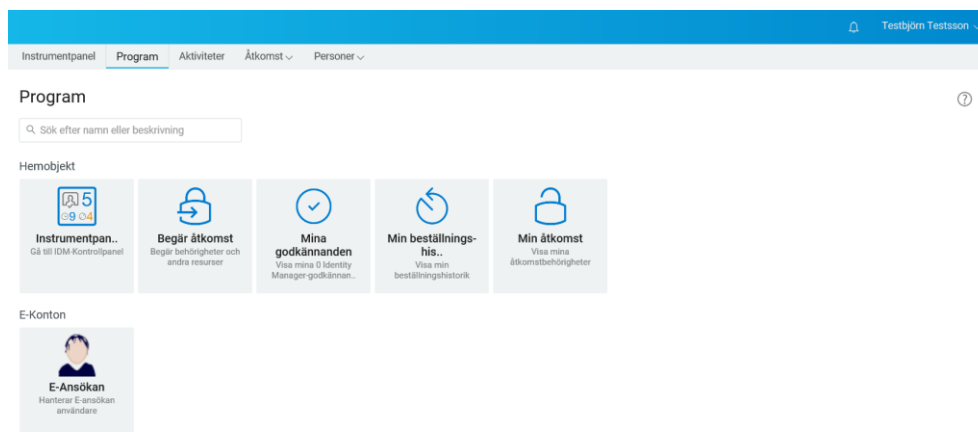 Testbjörn Testsson
Instrumentpanel Program Aktiviteter Åtkomst Personer
Program
Sök efter namn eller beskrivning
Hemobjekt
5
9 4
Instrumentpan..
Gå till IDM-Kontrollpanel
Begär åtkomst
Begär behörigheter och
andra resurser
Mina
godkännanden
Visa mina 0 Identity
Manager-godkännan..
Min beställnings-
his..
Visa min
beställningshistorik
Min åtkomst
Visa mina
åtkomstbehörigheter
E-Konton
E-Ansökan
Hanterar E-ansökan
användare